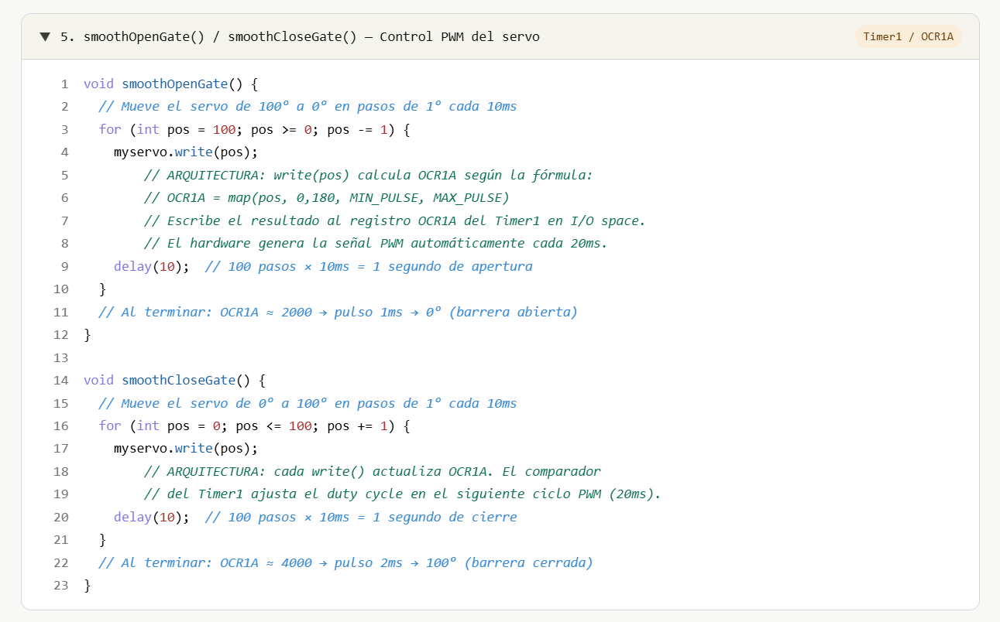 ▼ 5. smoothOpenGate() / smoothCloseGate() — Control PWM del servo
Timer1 / OCR1A
1 void smoothOpenGate() {
2   // Mueve el servo de 100° a 0° en pasos de 1° cada 10ms
3   for (int pos = 100; pos >= 0; pos -= 1) {
4     myservo.write(pos);
5         // ARQUITECTURA: write(pos) calcula OCR1A según la fórmula:
6         // OCR1A = map(pos, 0,180, MIN_PULSE, MAX_PULSE)
7         // Escribe el resultado al registro OCR1A del Timer1 en I/O space.
8         // El hardware genera la señal PWM automáticamente cada 20ms.
9     delay(10);  // 100 pasos × 10ms = 1 segundo de apertura
10   }
11   // Al terminar: OCR1A ≈ 2000 → pulso 1ms → 0° (barrera abierta)
12 }
13
14 void smoothCloseGate() {
15   // Mueve el servo de 0° a 100° en pasos de 1° cada 10ms
16   for (int pos = 0; pos <= 100; pos += 1) {
17     myservo.write(pos);
18         // ARQUITECTURA: cada write() actualiza OCR1A. El comparador
19         // del Timer1 ajusta el duty cycle en el siguiente ciclo PWM (20ms).
20     delay(10);  // 100 pasos × 10ms = 1 segundo de cierre
21   }
22   // Al terminar: OCR1A ≈ 4000 → pulso 2ms → 100° (barrera cerrada)
23 }